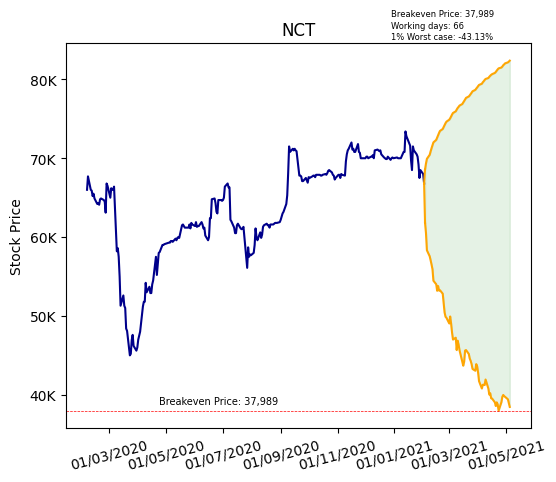 Breakeven Price: 37,989
Working days: 66
1% Worst case: -43.13%
NCT
80K
70K
60K
50K
40K
Stock Price
Breakeven Price: 37,989
01/03/2020
01/05/2020
01/07/2020
01/09/2020
01/11/2020
01/01/2021
01/03/2021
01/05/2021